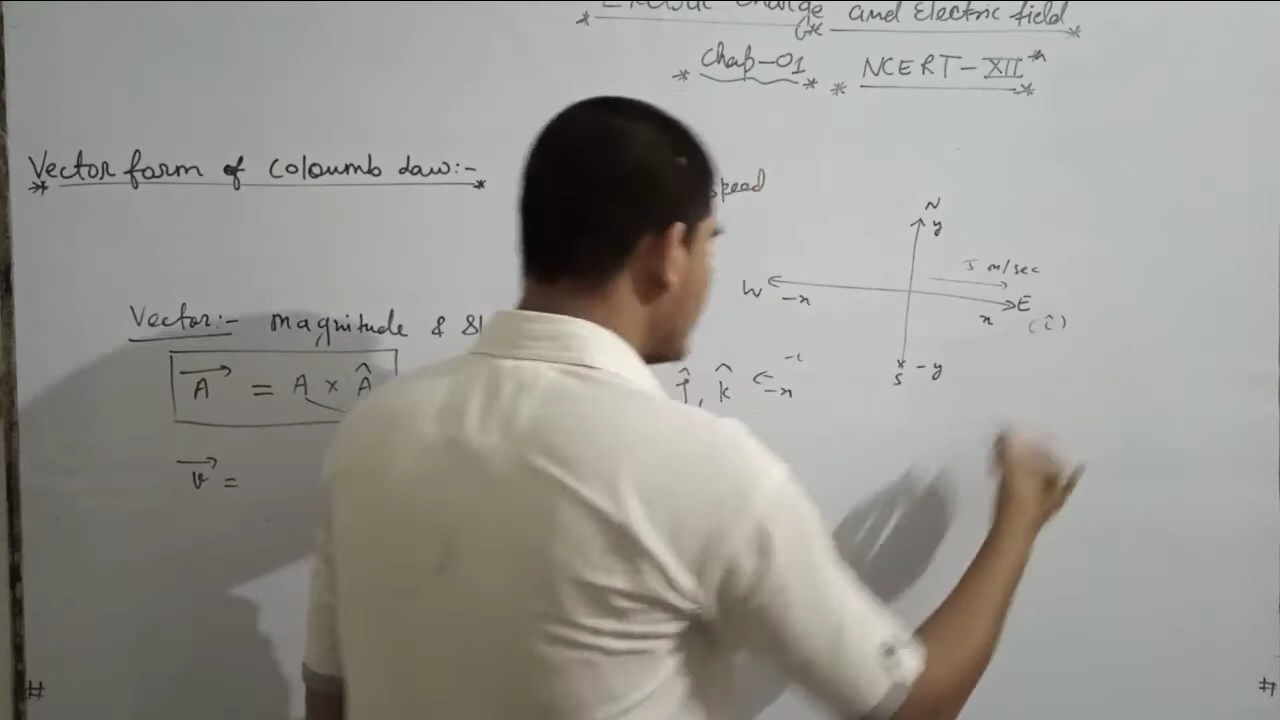 Electric Charge and Electric field
Chap-01 NCERT-XII th
Vector form of Coloumb Law:-
speed
N
y
5 m/sec
W -x E
x (î)
Vector:- magnitude &
A = A x Â ĵ, k̂ -x -i
S -y
v =
#
#